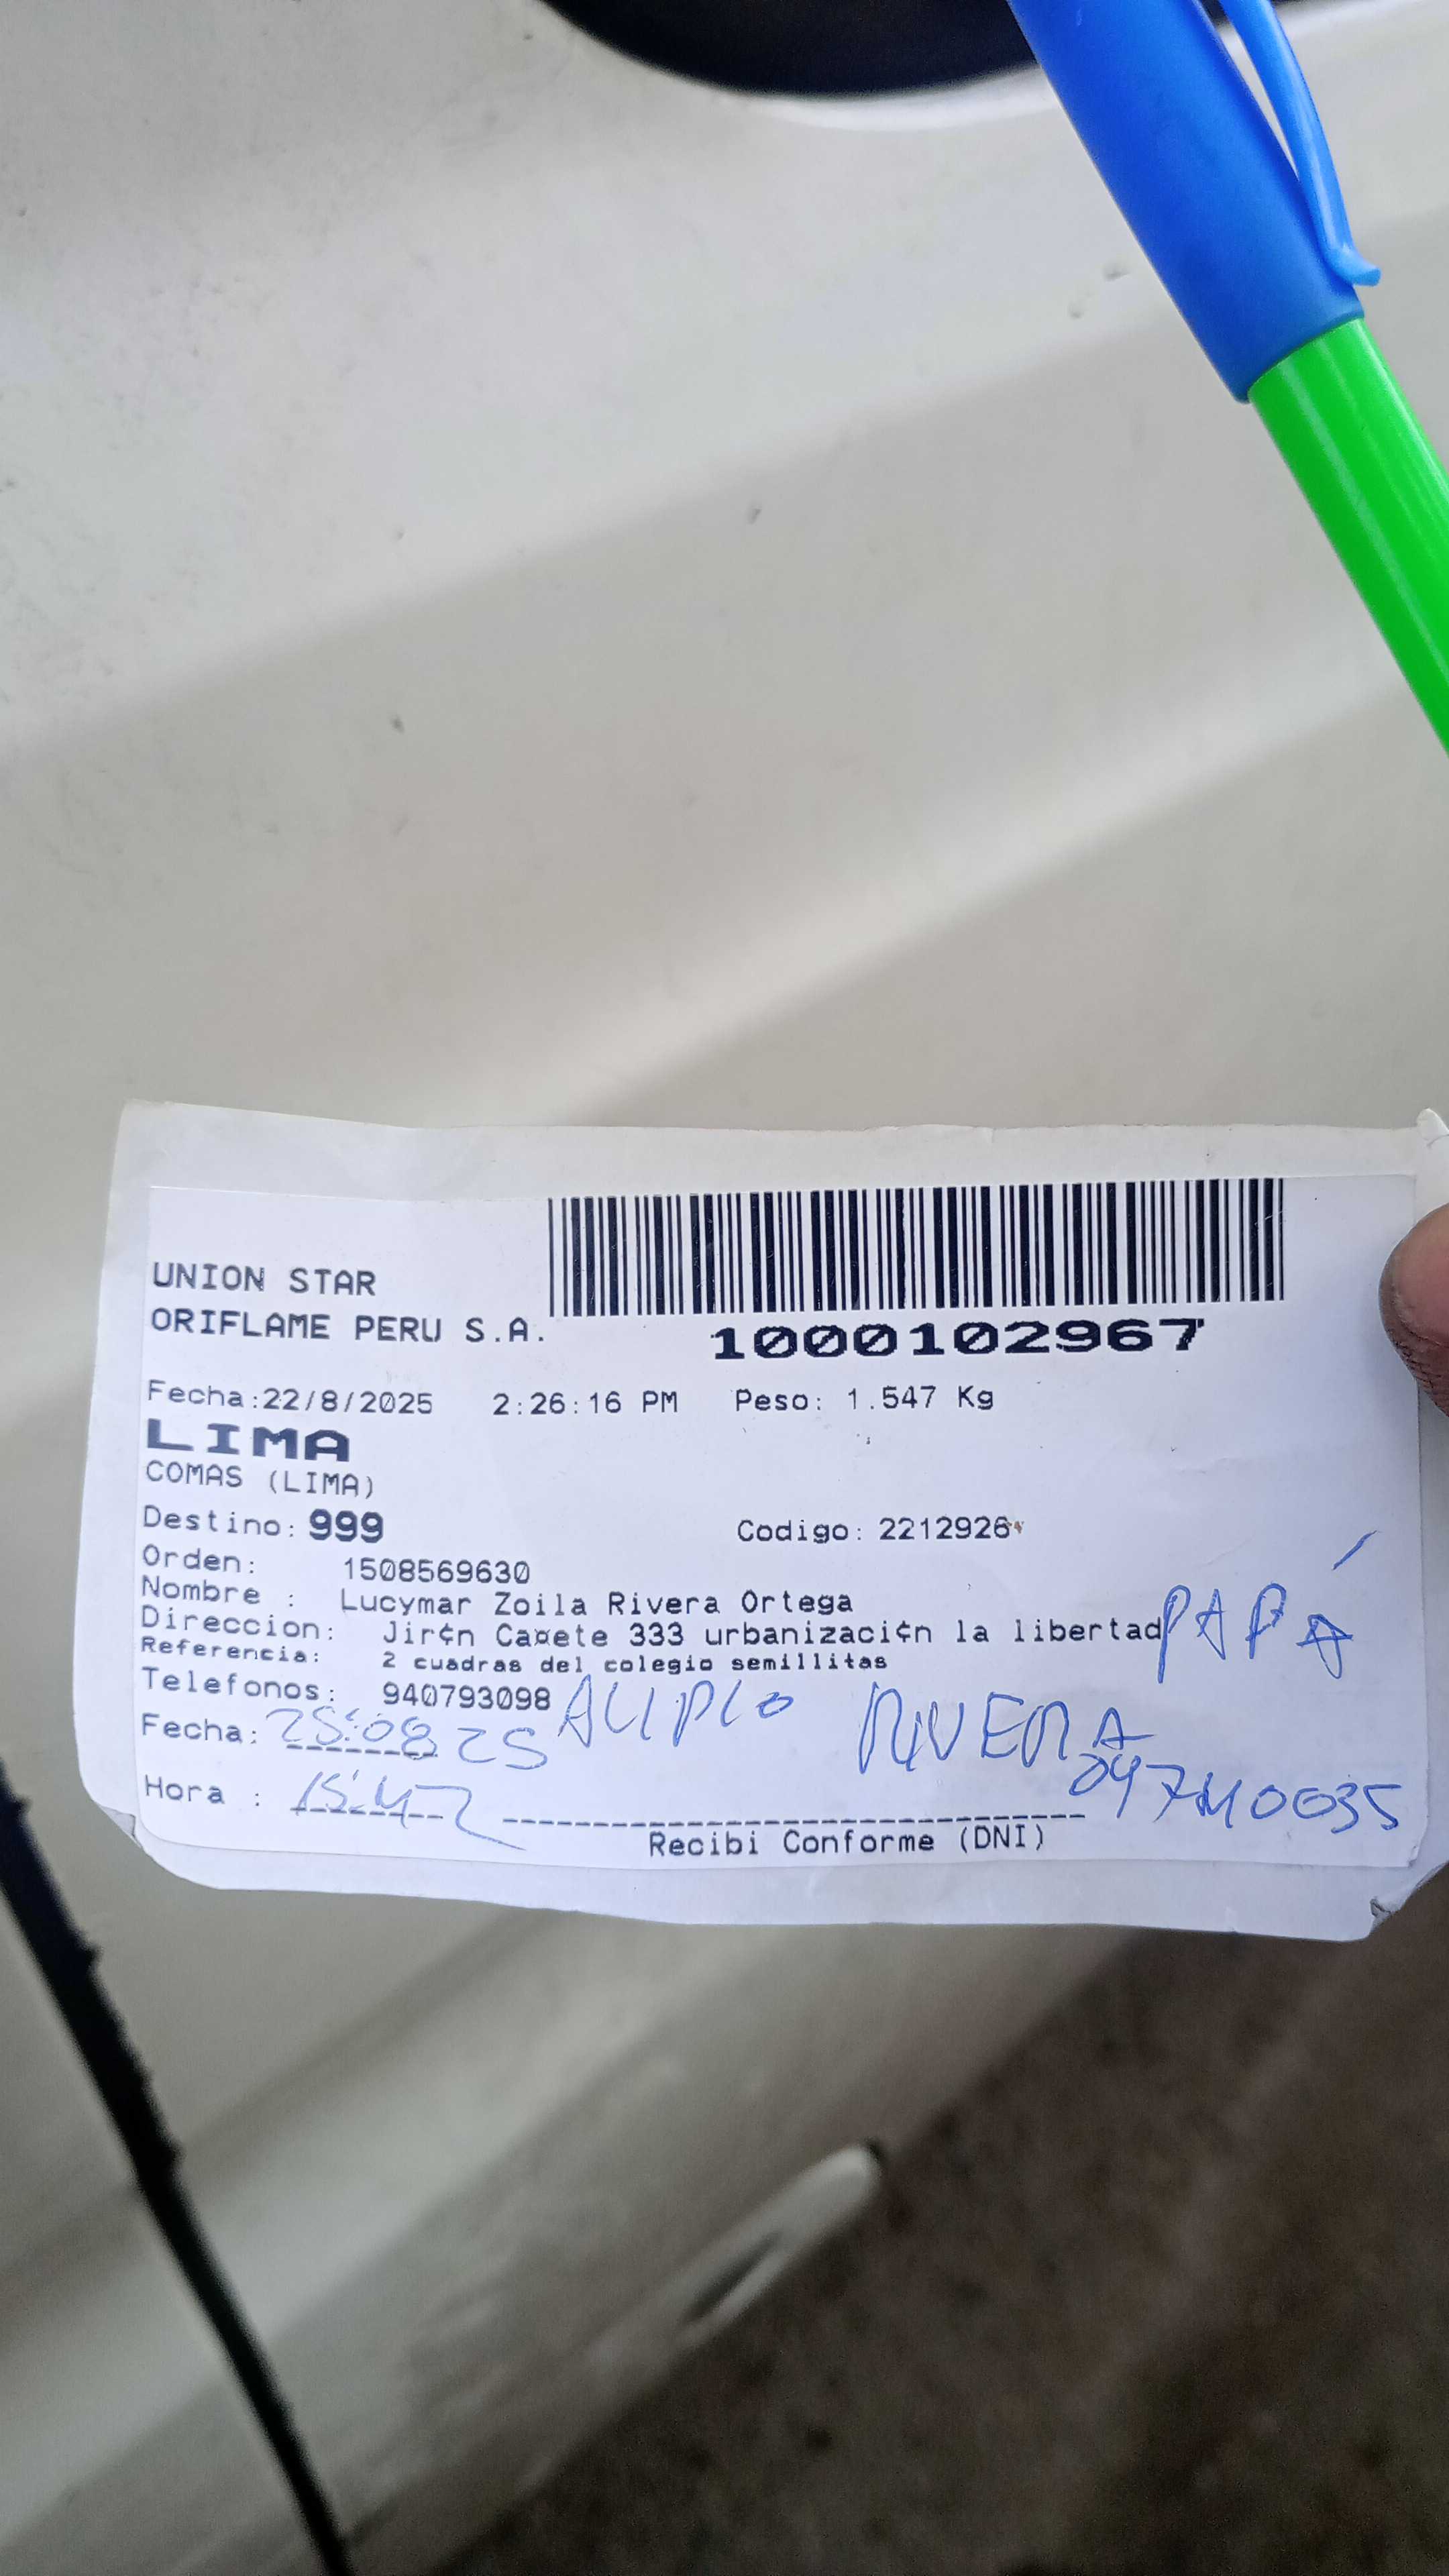 UNION STAR
ORIFLAME PERU S.A.
1000102967
Fecha:22/8/2025 2:26:16 PM Peso: 1.547 Kg
LIMA
COMAS (LIMA)
Destino: 999 Codigo: 2212926
Orden: 1508569630
Nombre : Lucymar Zoila Rivera Ortega
Direccion: Jir¢n Ca¤ete 333 urbanizaci¢n la libertad PAPÁ
Referencia: 2 cuadras del colegio semillitas
Telefonos: 940793098 ALIPIO RIVERA
Fecha: 25:08 25
Hora : 15:42
Recibi Conforme (DNI)